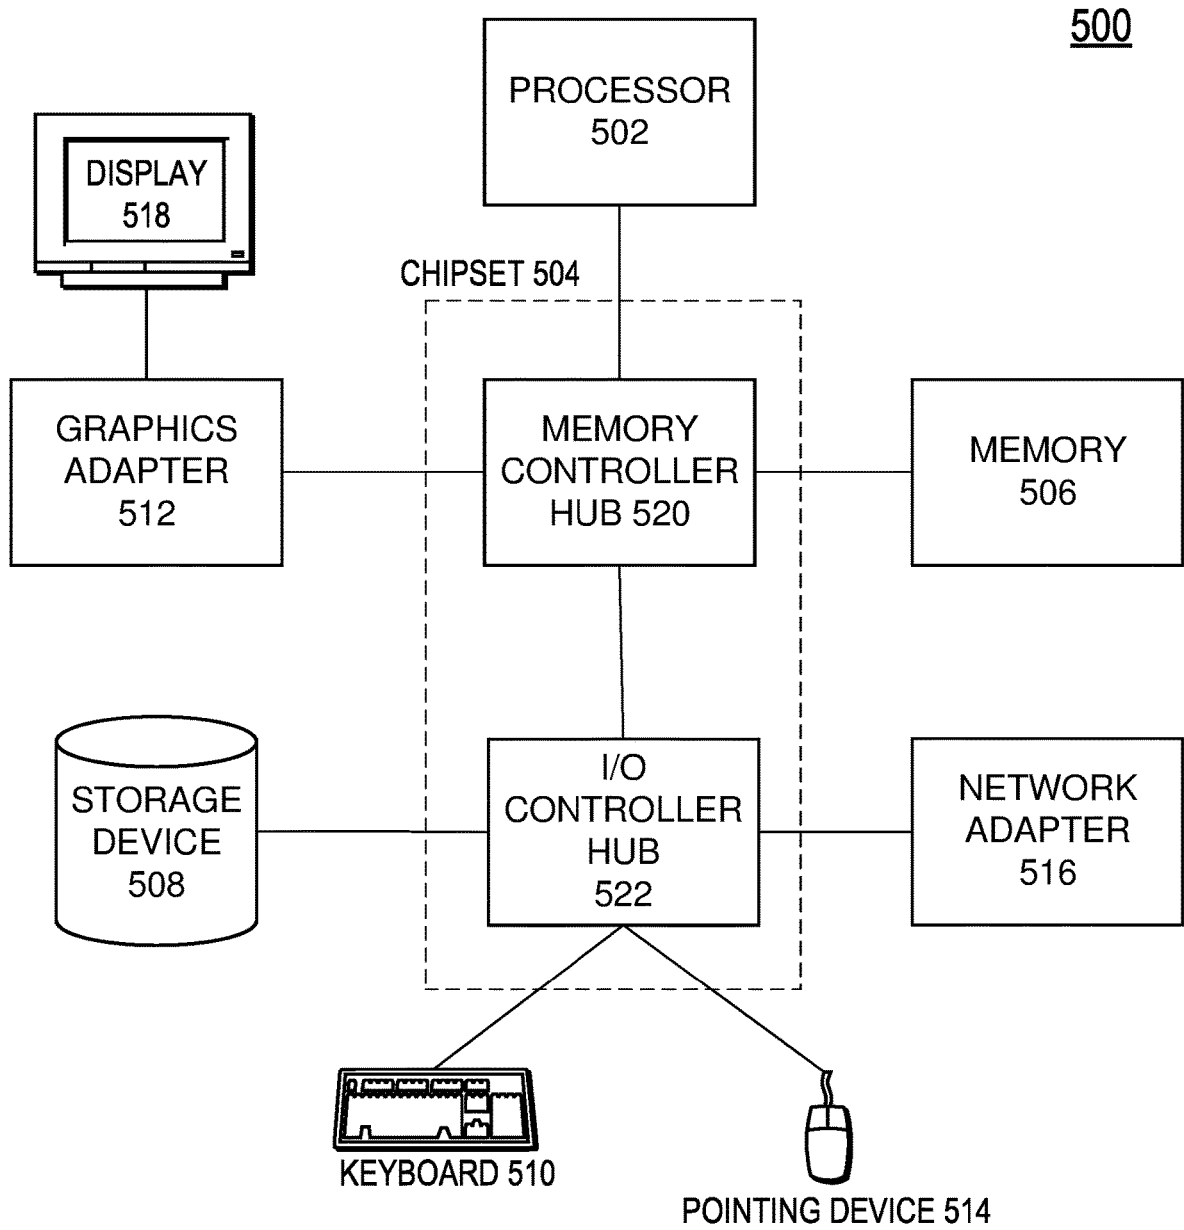 500
PROCESSOR
502
DISPLAY
518
CHIPSET 504
GRAPHICS
ADAPTER
512
MEMORY
CONTROLLER
HUB 520
MEMORY
506
STORAGE
DEVICE
508
I/O
CONTROLLER
HUB
522
NETWORK
ADAPTER
516
KEYBOARD 510
POINTING DEVICE 514